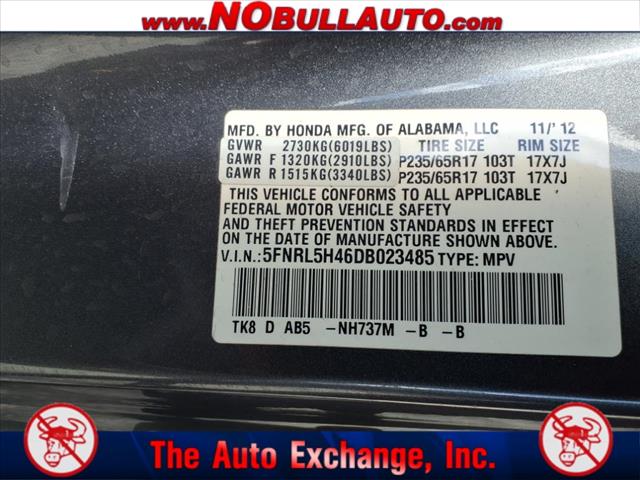 WWW.NOBULLAUTO.COM
MFD. BY HONDA MFG. OF ALABAMA, LLC 11/'12
GVWR 2730KG(6019LBS) TIRE SIZE RIM SIZE
GAWR F 1320KG(2910LBS) P235/65R17 103T 17X7J
GAWR R 1515KG(3340LBS) P235/65R17 103T 17X7J
THIS VEHICLE CONFORMS TO ALL APPLICABLE
FEDERAL MOTOR VEHICLE SAFETY
AND THEFT PREVENTION STANDARDS IN EFFECT
ON THE DATE OF MANUFACTURE SHOWN ABOVE.
V.I.N.:5FNRL5H46DB023485 TYPE: MPV
TK8 D AB5 -NH737M -B -B
The Auto Exchange, Inc.